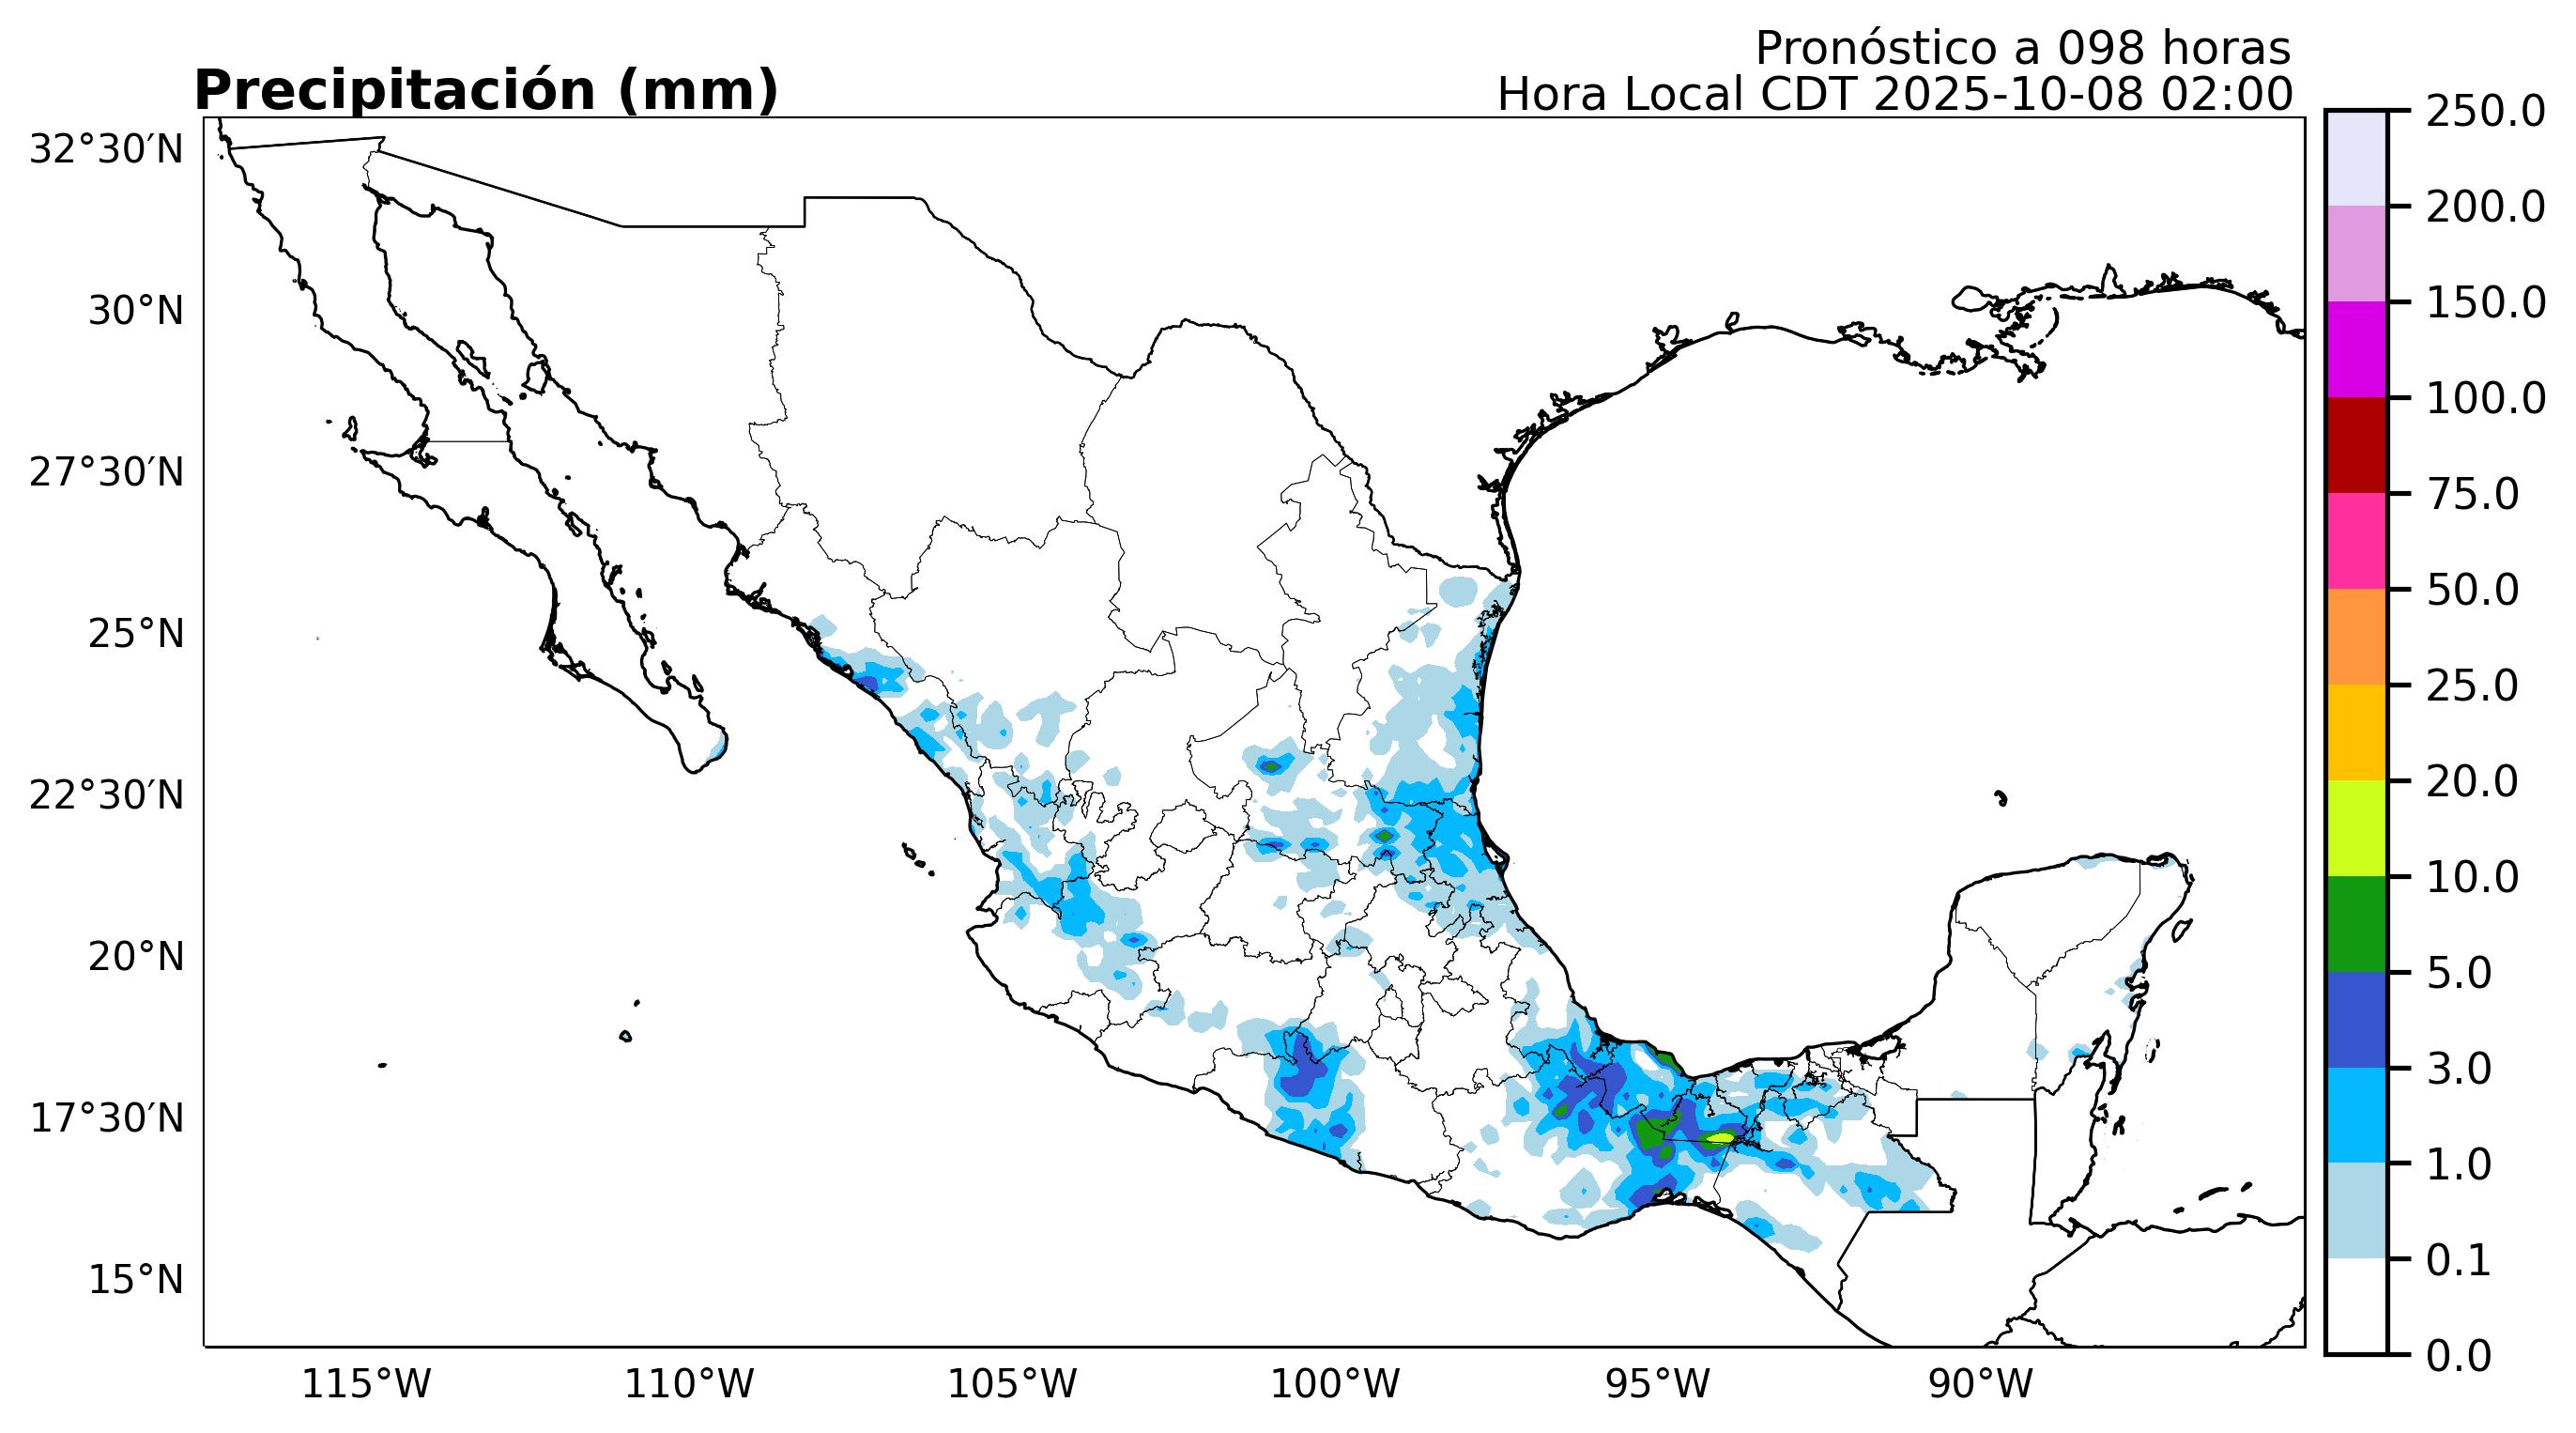 Pronóstico a 098 horas
Precipitación (mm)
Hora Local CDT 2025-10-08 02:00
32°30′N
30°N
27°30′N
25°N
22°30′N
20°N
17°30′N
15°N
115°W
110°W
105°W
100°W
95°W
90°W
250.0
200.0
150.0
100.0
75.0
50.0
25.0
20.0
10.0
5.0
3.0
1.0
0.1
0.0